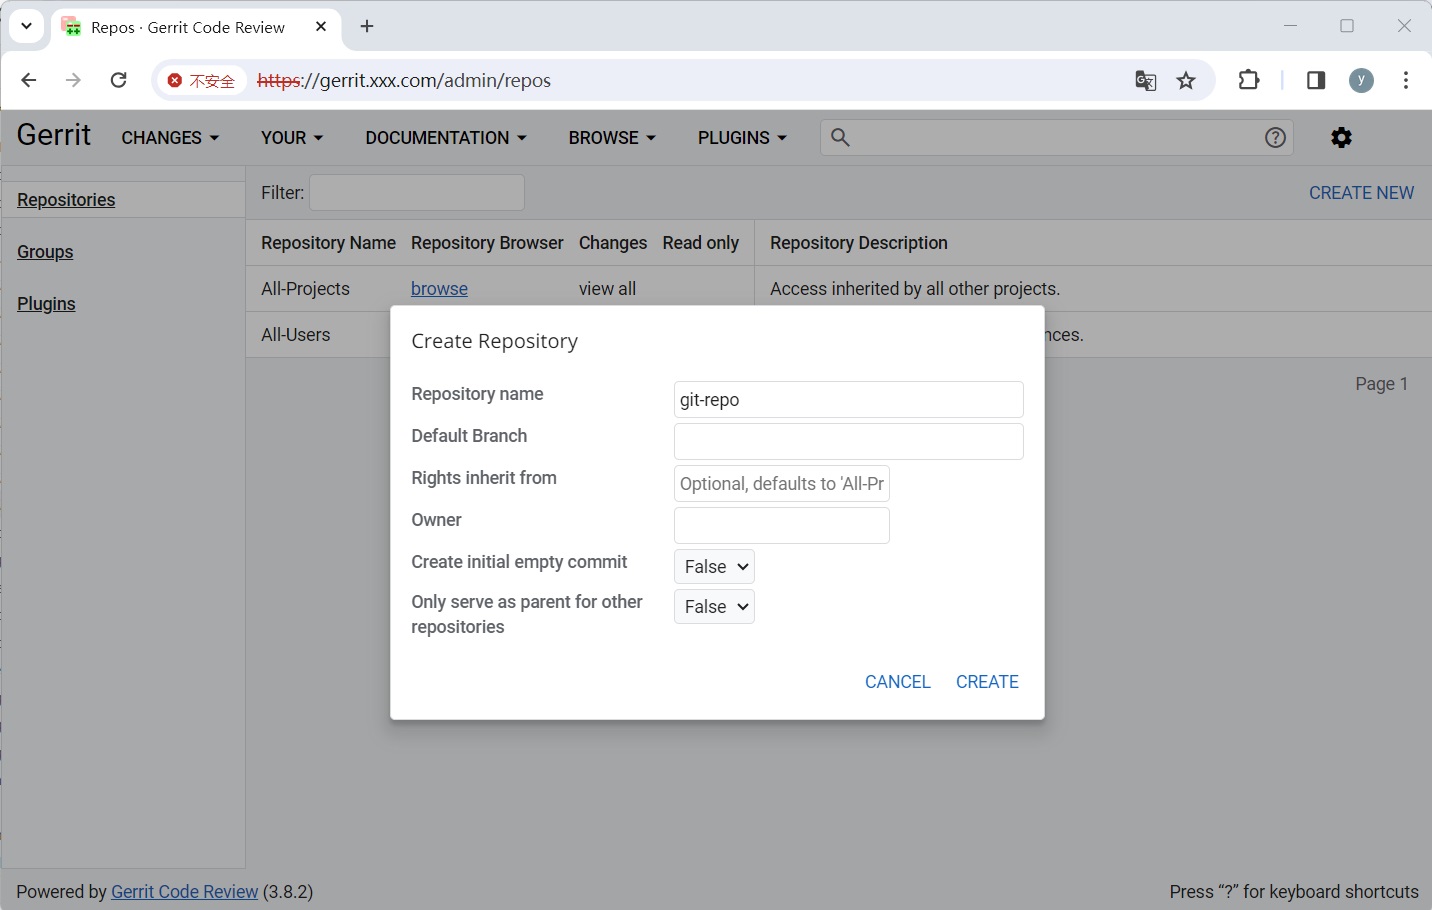 Repos · Gerrit Code Review
不安全 https://gerrit.xxx.com/admin/repos
y
Gerrit CHANGES YOUR DOCUMENTATION BROWSE PLUGINS
Repositories
Groups
Plugins
Filter: CREATE NEW
Repository Name Repository Browser Changes Read only Repository Description
All-Projects browse view all Access inherited by all other projects.
All-Users
Page 1
Create Repository
Repository name git-repo
Default Branch
Rights inherit from Optional, defaults to 'All-Pr
Owner
Create initial empty commit False
Only serve as parent for other False
repositories
CANCEL CREATE
Powered by Gerrit Code Review (3.8.2) Press “?” for keyboard shortcuts